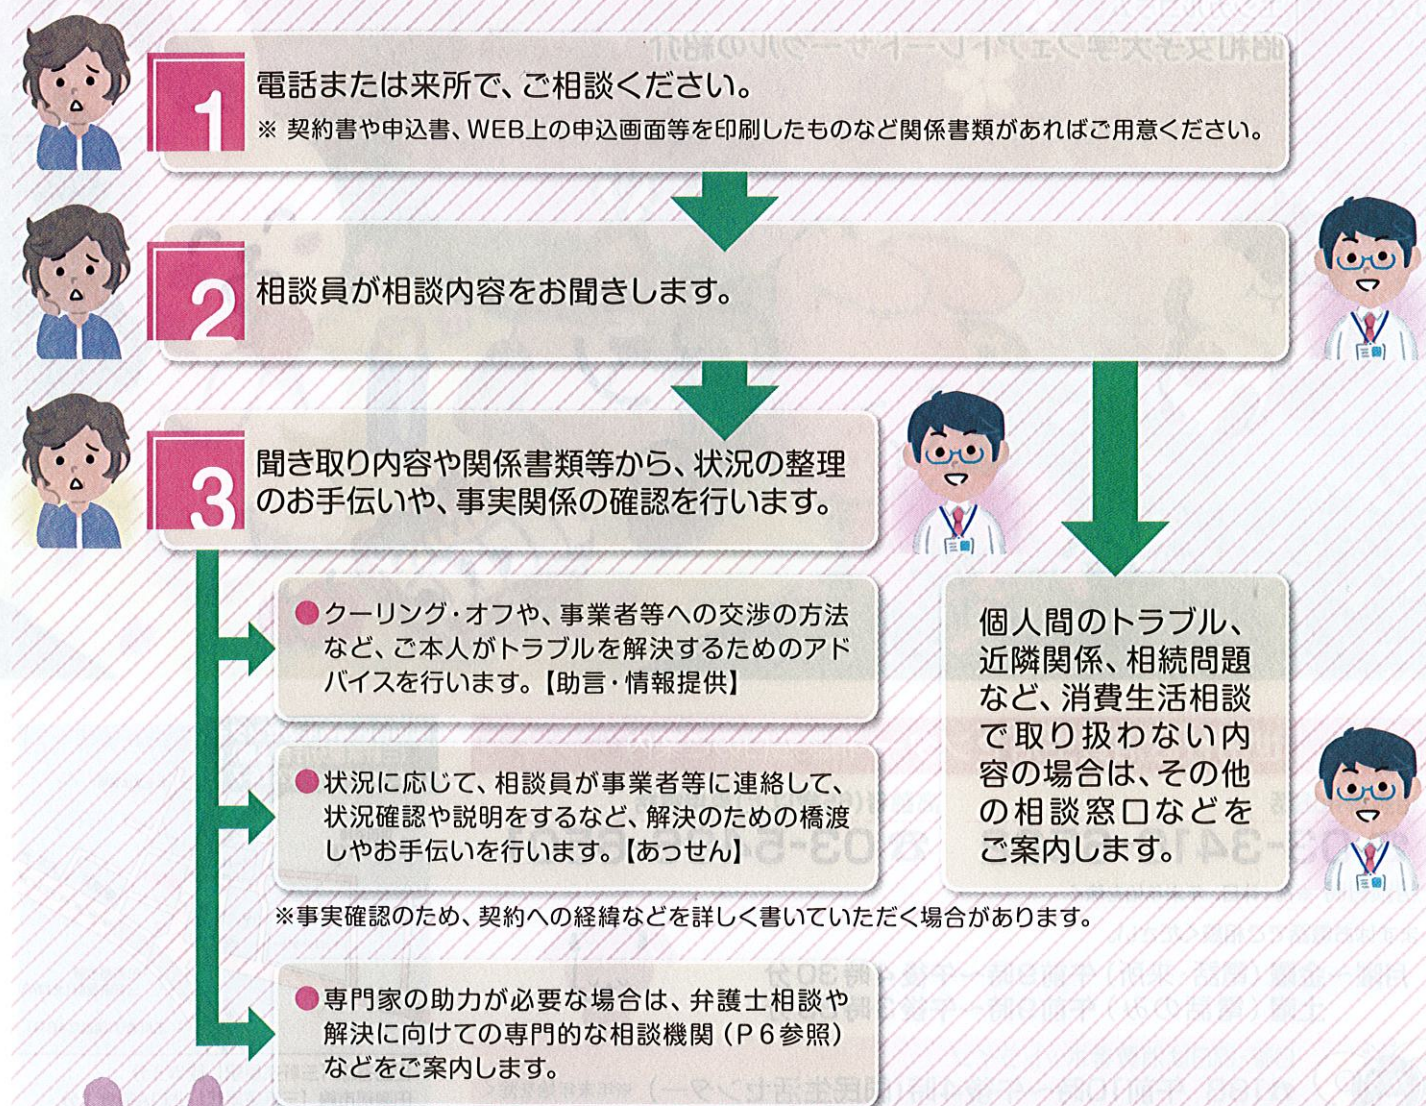 1
電話または来所で、ご相談ください。
※ 契約書や申込書、WEB上の申込画面等を印刷したものなど関係書類があればご用意ください。
2
相談員が相談内容をお聞きします。
3
聞き取り内容や関係書類等から、状況の整理
のお手伝いや、事実関係の確認を行います。
●クーリング・オフや、事業者等への交渉の方法
など、ご本人がトラブルを解決するためのアド
バイスを行います。【助言・情報提供】
●状況に応じて、相談員が事業者等に連絡して、
状況確認や説明をするなど、解決のための橋渡
しやお手伝いを行います。【あっせん】
※事実確認のため、契約への経緯などを詳しく書いていただく場合があります。
●専門家の助力が必要な場合は、弁護士相談や
解決に向けての専門的な相談機関（P6参照）
などをご案内します。
個人間のトラブル、
近隣関係、相続問題
など、消費生活相談
で取り扱わない内
容の場合は、その他
の相談窓口などを
ご案内します。